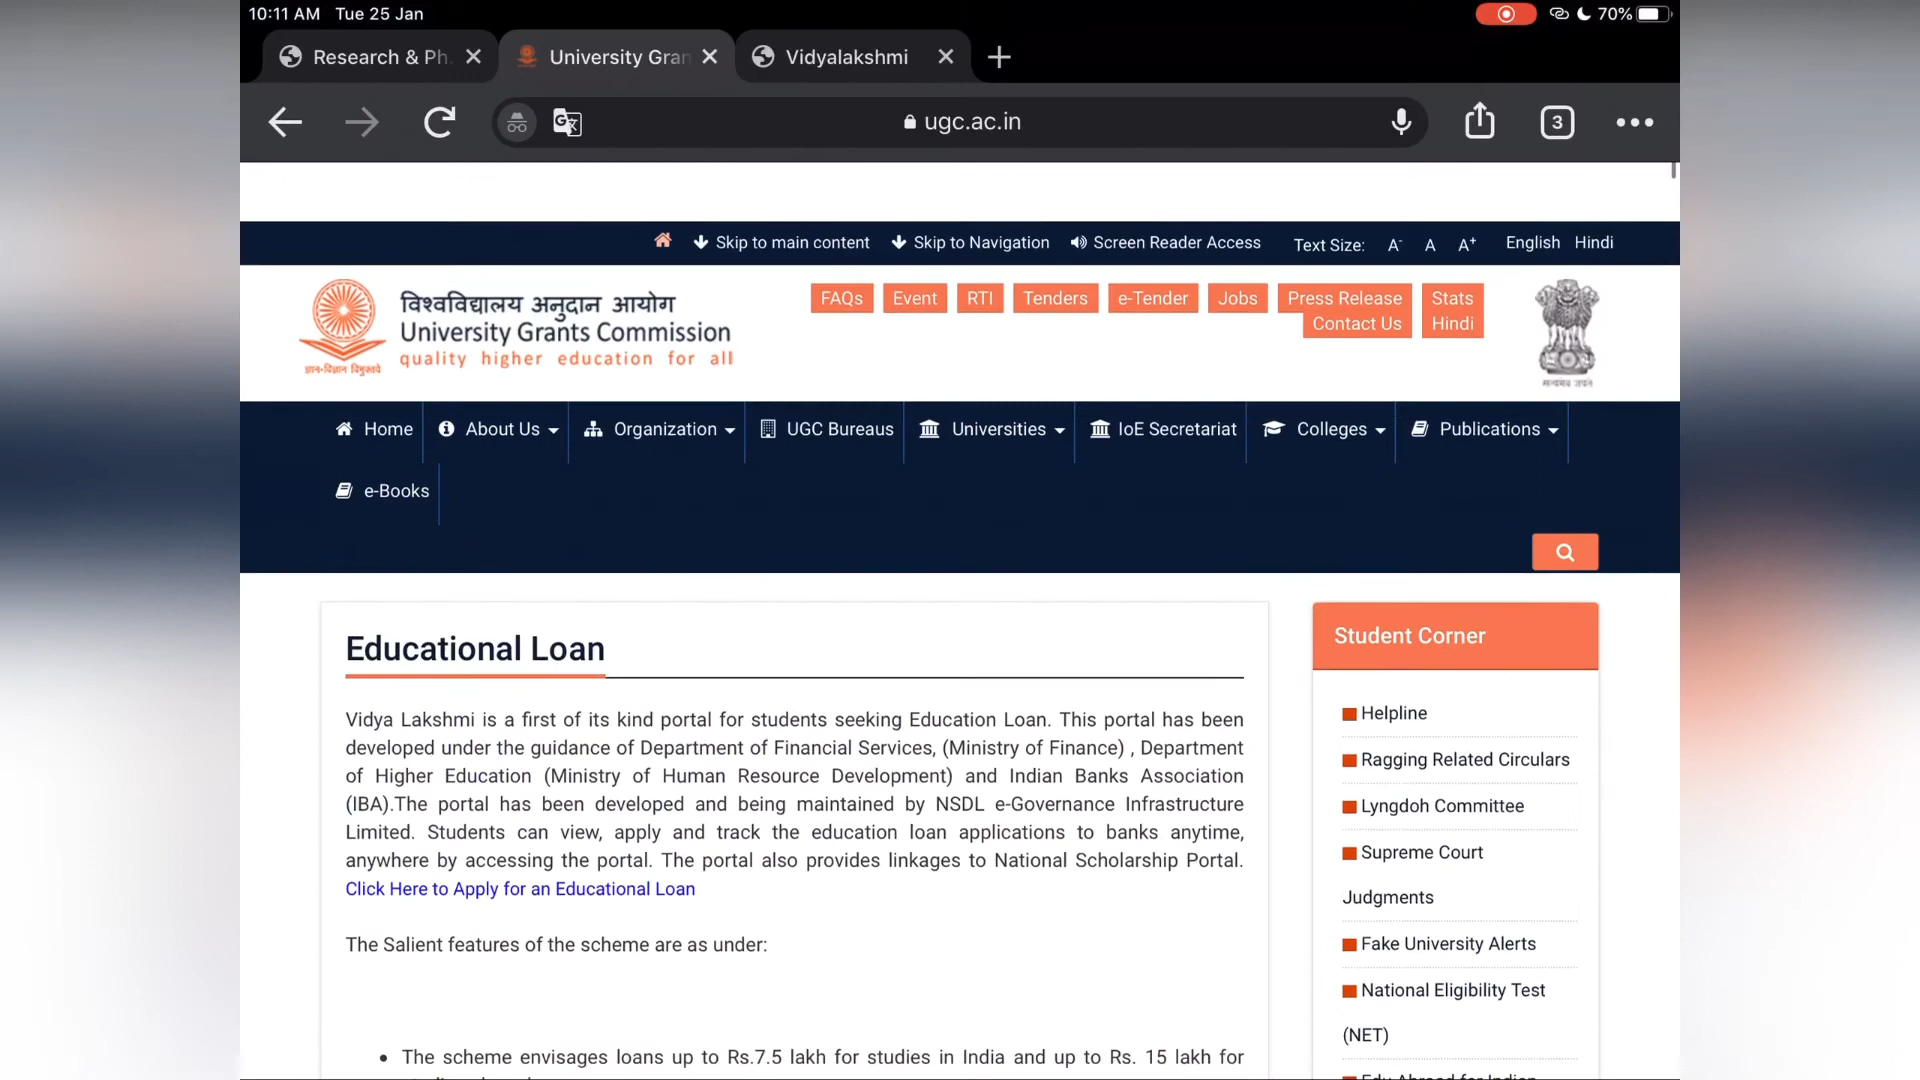 10:11 AM Tue 25 Jan
70%
Research & Ph
University Gran
Vidyalakshmi
ugc.ac.in
3
Skip to main content Skip to Navigation Screen Reader Access Text Size: A- A A+ English Hindi
विश्वविद्यालय अनुदान आयोग
University Grants Commission
quality higher education for all
ज्ञान-विज्ञान विमुक्तये
FAQs Event RTI Tenders e-Tender Jobs Press Release Stats
Contact Us Hindi
सत्यमेव जयते
Home About Us Organization UGC Bureaus Universities IoE Secretariat Colleges Publications
e-Books
Educational Loan
Vidya Lakshmi is a first of its kind portal for students seeking Education Loan. This portal has been
developed under the guidance of Department of Financial Services, (Ministry of Finance) , Department
of Higher Education (Ministry of Human Resource Development) and Indian Banks Association
(IBA).The portal has been developed and being maintained by NSDL e-Governance Infrastructure
Limited. Students can view, apply and track the education loan applications to banks anytime,
anywhere by accessing the portal. The portal also provides linkages to National Scholarship Portal.
Click Here to Apply for an Educational Loan
The Salient features of the scheme are as under:
• The scheme envisages loans up to Rs.7.5 lakh for studies in India and up to Rs. 15 lakh for
Student Corner
Helpline
Ragging Related Circulars
Lyngdoh Committee
Supreme Court
Judgments
Fake University Alerts
National Eligibility Test
(NET)